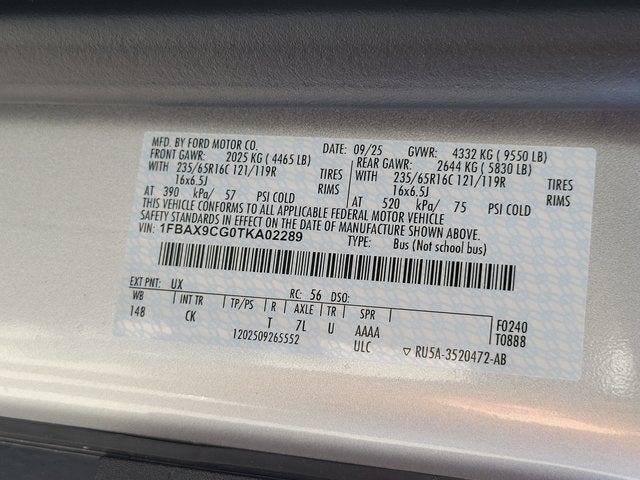 MFD. BY FORD MOTOR CO. DATE: 09/25 GVWR: 4332 KG ( 9550 LB)
FRONT GAWR: 2025 KG ( 4465 LB) REAR GAWR: 2644 KG ( 5830 LB)
WITH 235/65R16C 121/119R TIRES WITH 235/65R16C 121/119R TIRES
16x6.5J RIMS 16x6.5J RIMS
AT 390 kPa/ 57 PSI COLD AT 520 kPa/ 75 PSI COLD
THIS VEHICLE CONFORMS TO ALL APPLICABLE FEDERAL MOTOR VEHICLE
SAFETY STANDARDS IN EFFECT ON THE DATE OF MANUFACTURE SHOWN ABOVE.
VIN: 1FBAX9CG0TKA02289 TYPE: Bus (Not school bus)
EXT PNT: UX RC: 56 DSO:
WB INT TR TP/PS R AXLE TR SPR F0240
148 CK T 7L U AAAA T0888
1202509265552 ULC ▽ RU5A-3520472-AB